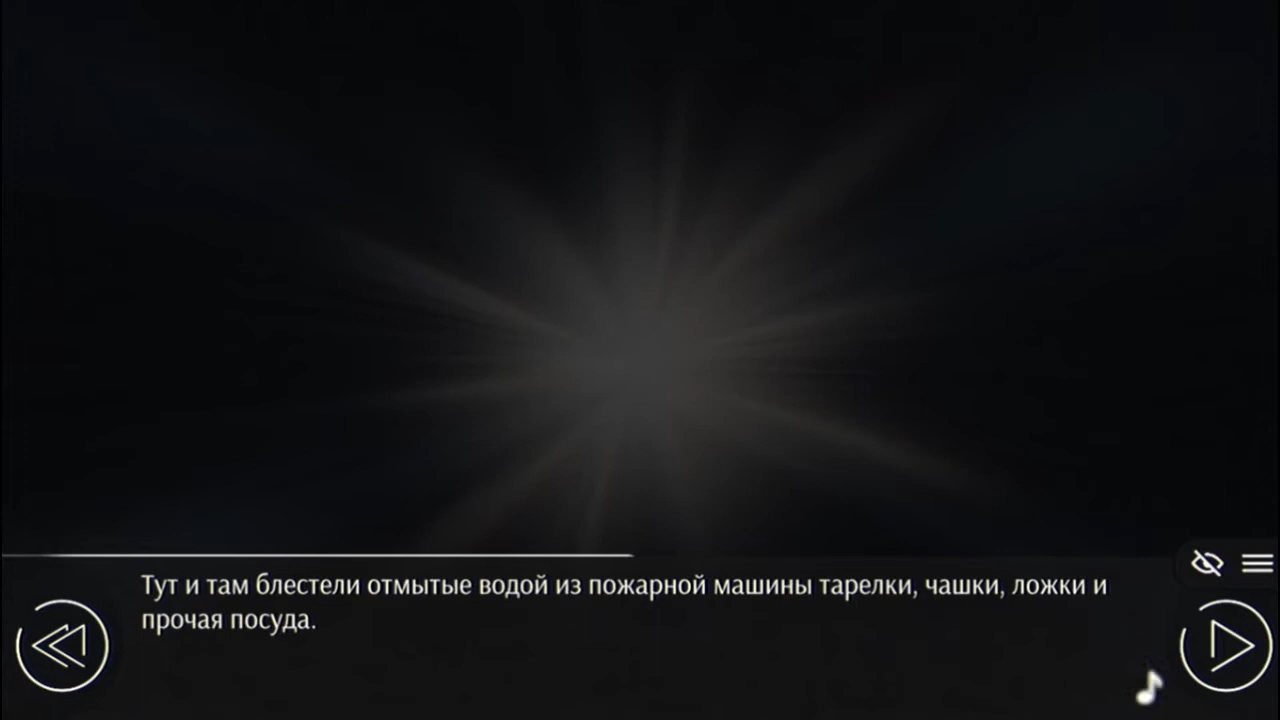 Тут и там блестели отмытые водой из пожарной машины тарелки, чашки, ложки и
прочая посуда.